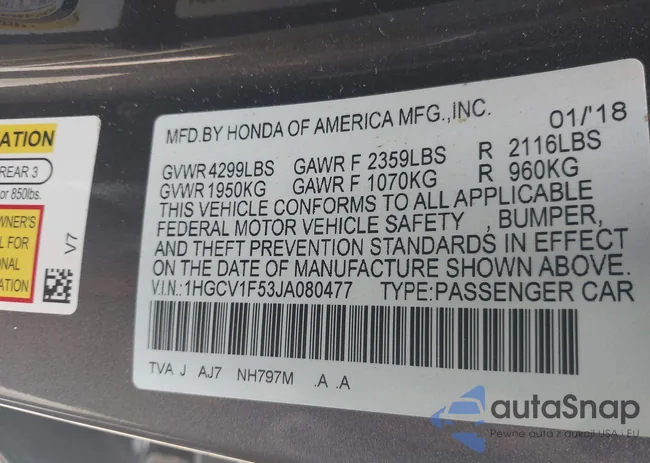 MFD.BY HONDA OF AMERICA MFG.,INC. 01/'18
GVWR 4299LBS GAWR F 2359LBS R 2116LBS
GVWR 1950KG GAWR F 1070KG R 960KG
THIS VEHICLE CONFORMS TO ALL APPLICABLE
FEDERAL MOTOR VEHICLE SAFETY , BUMPER,
AND THEFT PREVENTION STANDARDS IN EFFECT
ON THE DATE OF MANUFACTURE SHOWN ABOVE.
V.I.N.:1HGCV1F53JA080477 TYPE:PASSENGER CAR
TVA J AJ7 NH797M .A .A
ATION
REAR 3
or 850lbs.
WNER'S
L FOR
ONAL
ATION
V7
autaSnap
Pewne auta z aukcji USA i EU